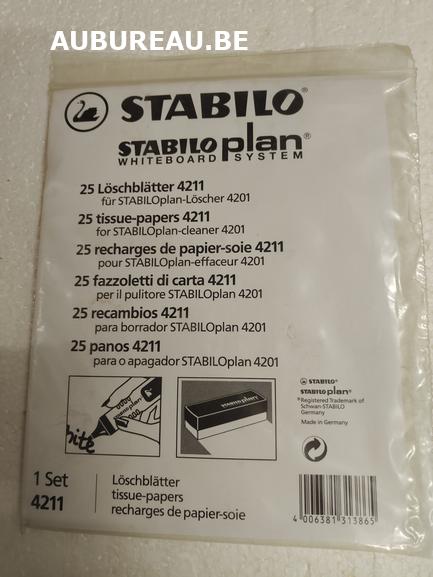 AUBUREAU.BE
STABILO®
STABILO plan®
WHITEBOARD SYSTEM
25 Löschblätter 4211
für STABILOplan-Löscher 4201
25 tissue-papers 4211
for STABILOplan-cleaner 4201
25 recharges de papier-soie 4211
pour STABILOplan-effaceur 4201
25 fazzoletti di carta 4211
per il pulitore STABILOplan 4201
25 recambios 4211
para borrador STABILOplan 4201
25 panos 4211
para o apagador STABILOplan 4201
STABILO®
STABILO plan®
®Registered Trademark of
Schwan-STABILO
Germany
Made in Germany
1 Set
4211
Löschblätter
tissue-papers
recharges de papier-soie
4 006381 313865